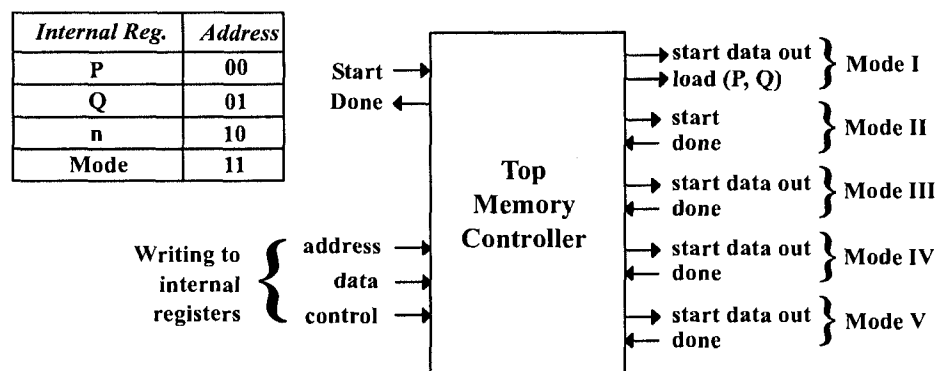 Internal Reg. Address
P 00
Q 01
n 10
Mode 11
Start
Done
Writing to
internal
registers
address
data
control
Top
Memory
Controller
start data out
load (P, Q)
Mode I
start
done
Mode II
start data out
done
Mode III
start data out
done
Mode IV
start data out
done
Mode V